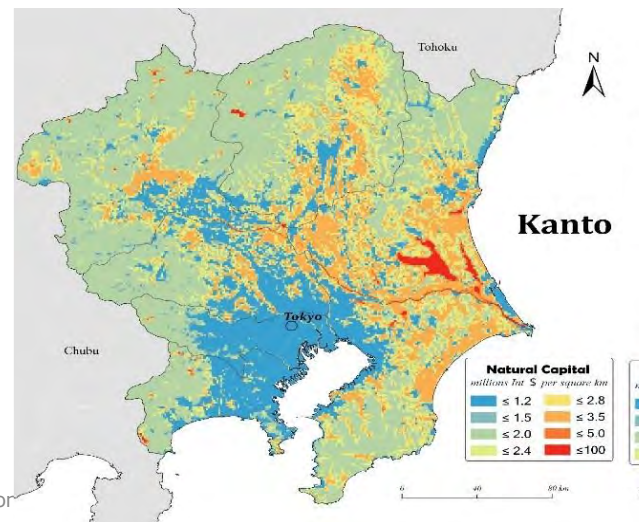 Tohoku
N
Kanto
Tokyo
Chubu
Natural Capital
millions Int $ per square km
≤ 1.2 ≤ 2.8
≤ 1.5 ≤ 3.5
≤ 2.0 ≤ 5.0
≤ 2.4 ≤100
0 40 80 km
or